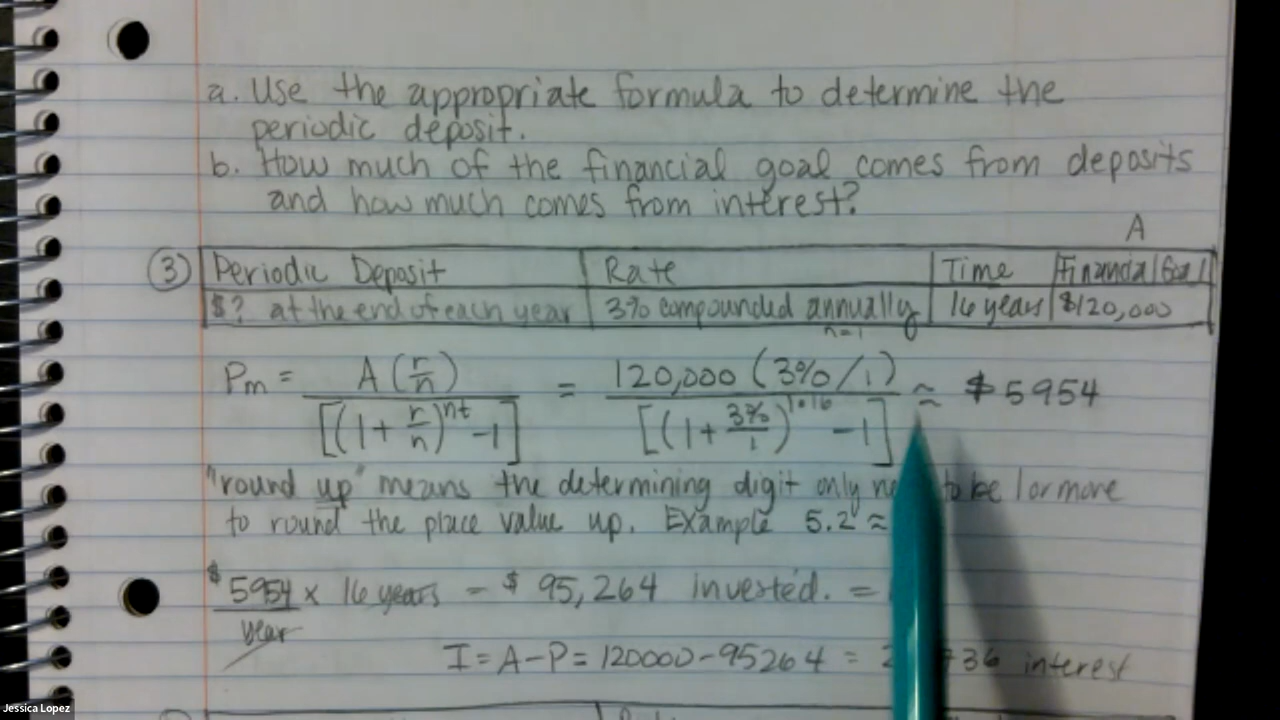 a. Use the appropriate formula to determine the
periodic deposit.
b. How much of the financial goal comes from deposits
and how much comes from interest?
A
③ Periodic Deposit Rate Time Financial Goal
$? at the end of each year 3% compounded annually 16 years $120,000
n=1
Pm = A(r/n) / [(1+r/n)^nt -1] = 120,000 (3%/1) / [(1+3%/1)^1·16 -1] ≈ $5954
"round up" means the determining digit only to be 1 or more
to round the place value up. Example 5.2 ≈
$5954/year × 16 years = $95,264 invested. =
I = A-P = 120000-95264 = 36 interest
Jessica Lopez